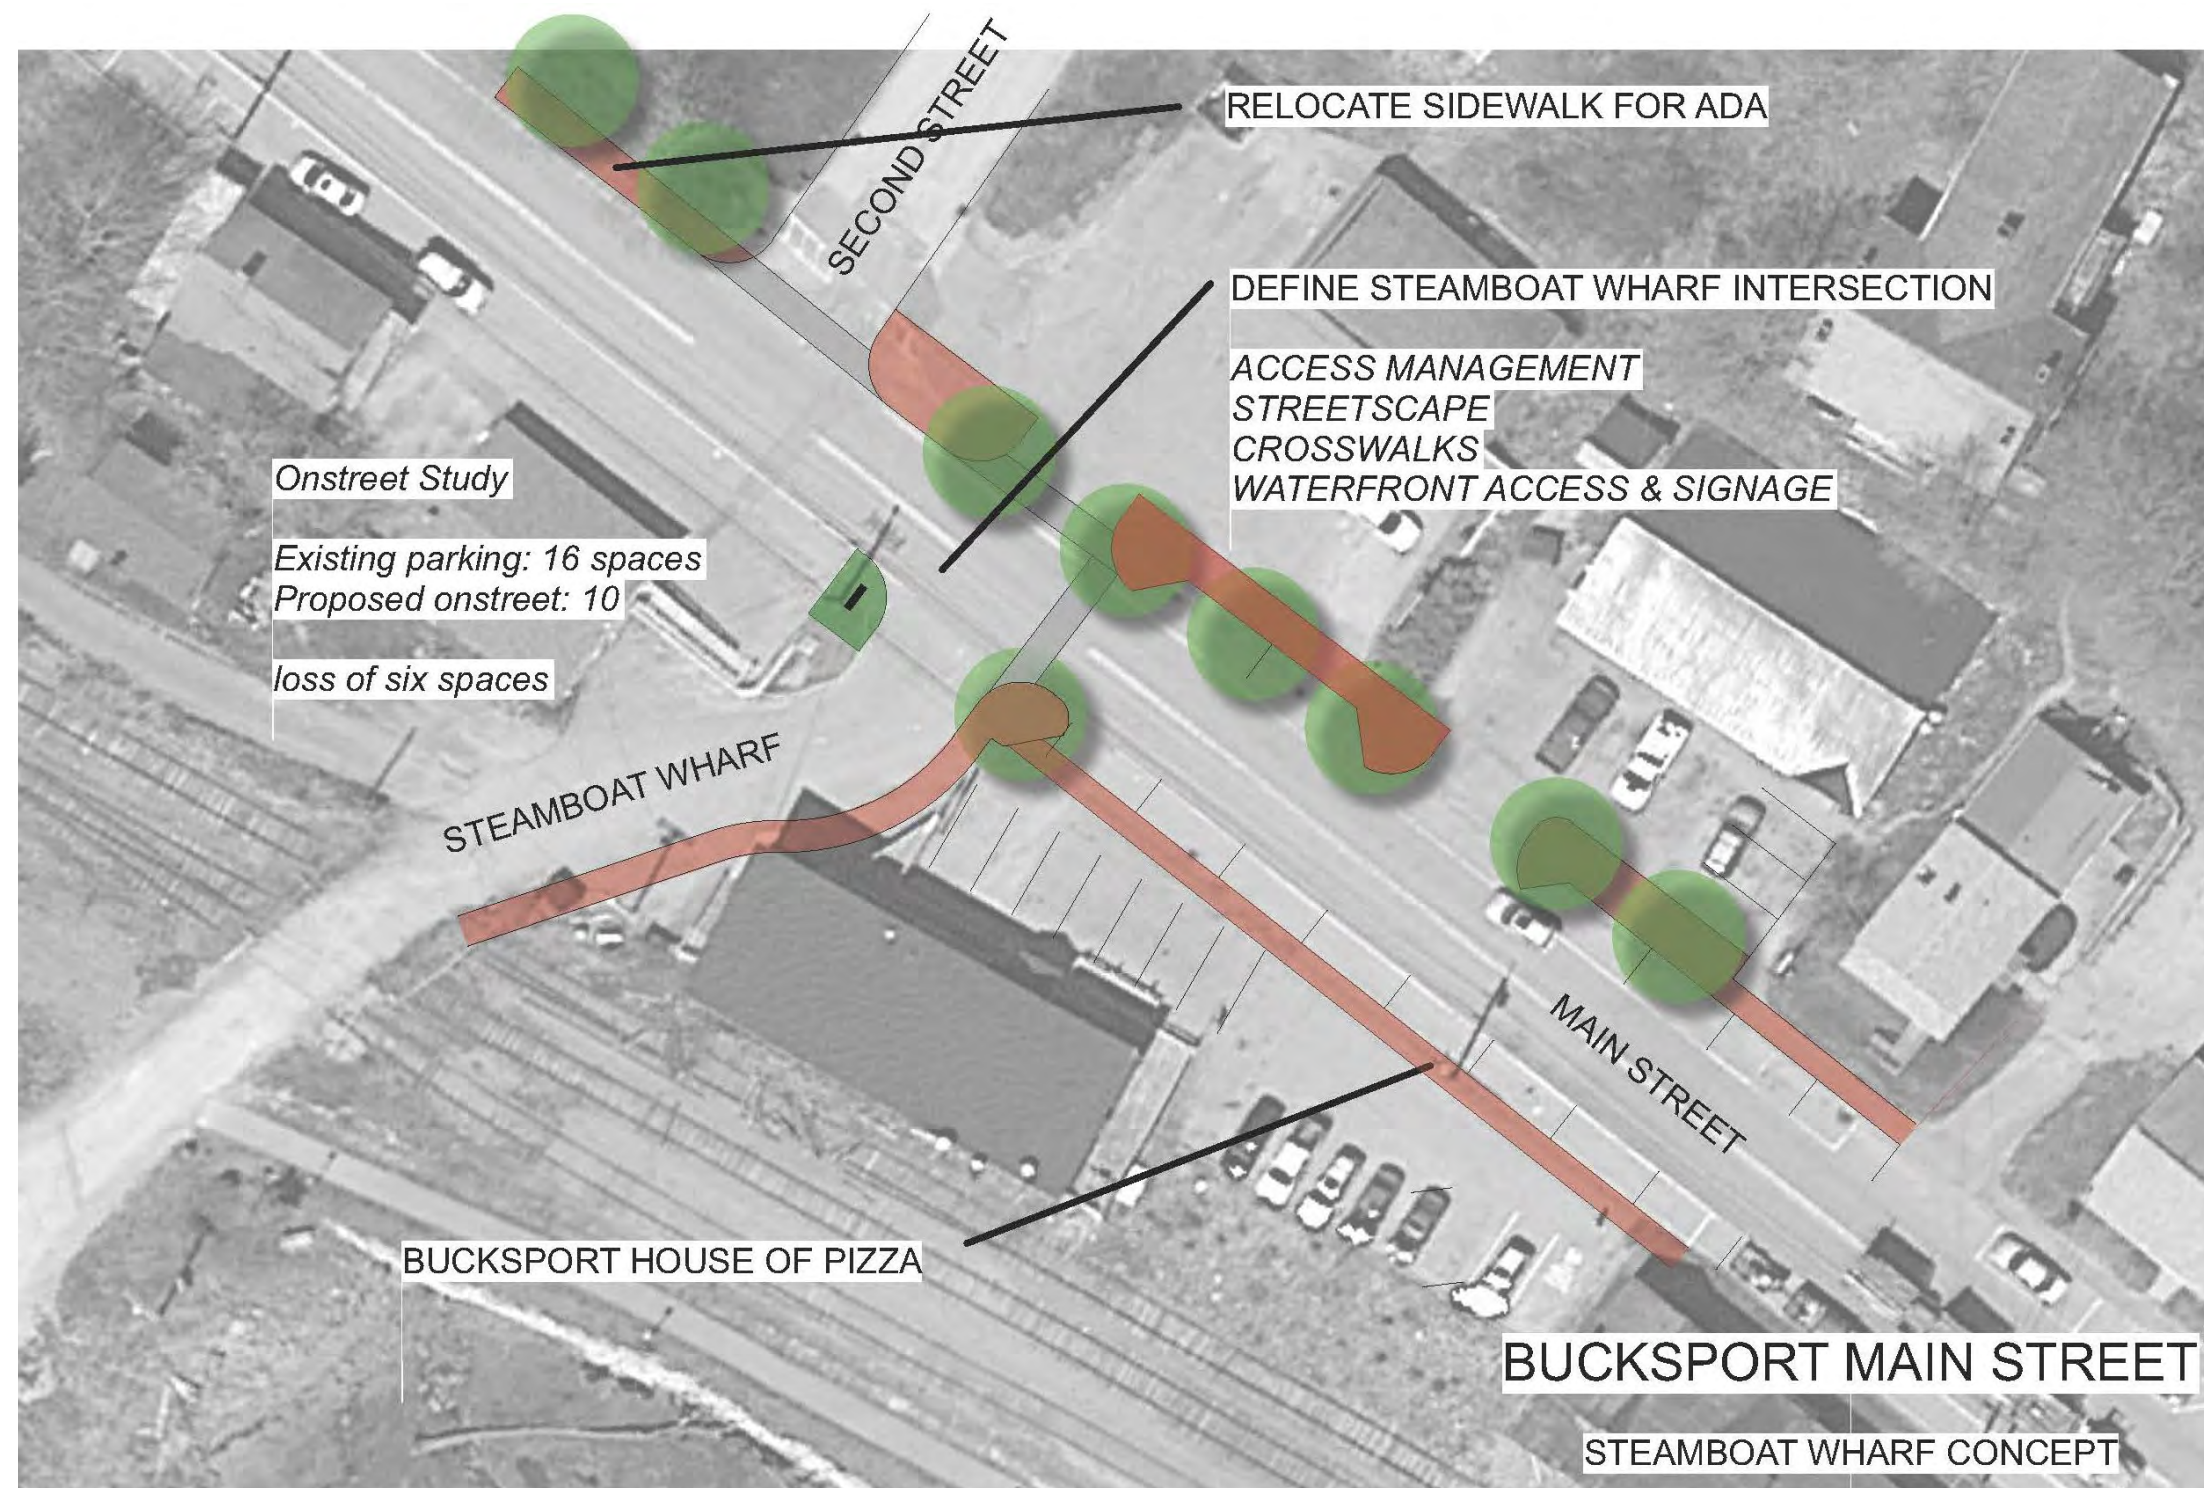 SECOND STREET
RELOCATE SIDEWALK FOR ADA
DEFINE STEAMBOAT WHARF INTERSECTION
ACCESS MANAGEMENT
STREETSCAPE
CROSSWALKS
WATERFRONT ACCESS & SIGNAGE
Onstreet Study
Existing parking: 16 spaces
Proposed onstreet: 10
loss of six spaces
STEAMBOAT WHARF
MAIN STREET
BUCKSPORT HOUSE OF PIZZA
BUCKSPORT MAIN STREET
STEAMBOAT WHARF CONCEPT